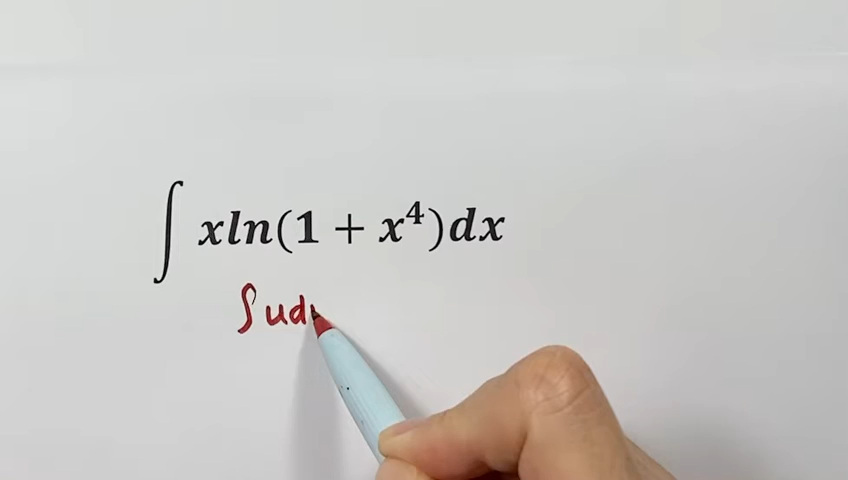 ∫ xln(1 + x⁴)dx
∫ud